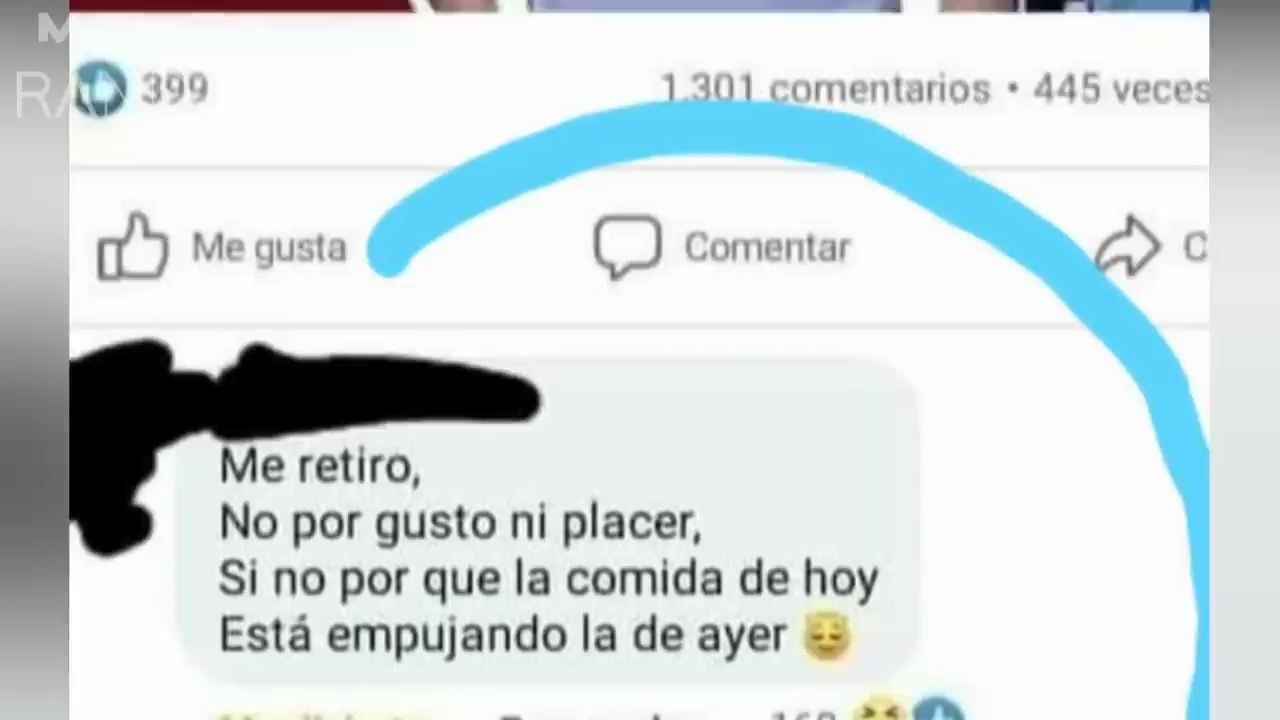 399
1.301 comentarios • 445 veces
Me gusta
Comentar
C
Me retiro,
No por gusto ni placer,
Si no por que la comida de hoy
Está empujando la de ayer 😅